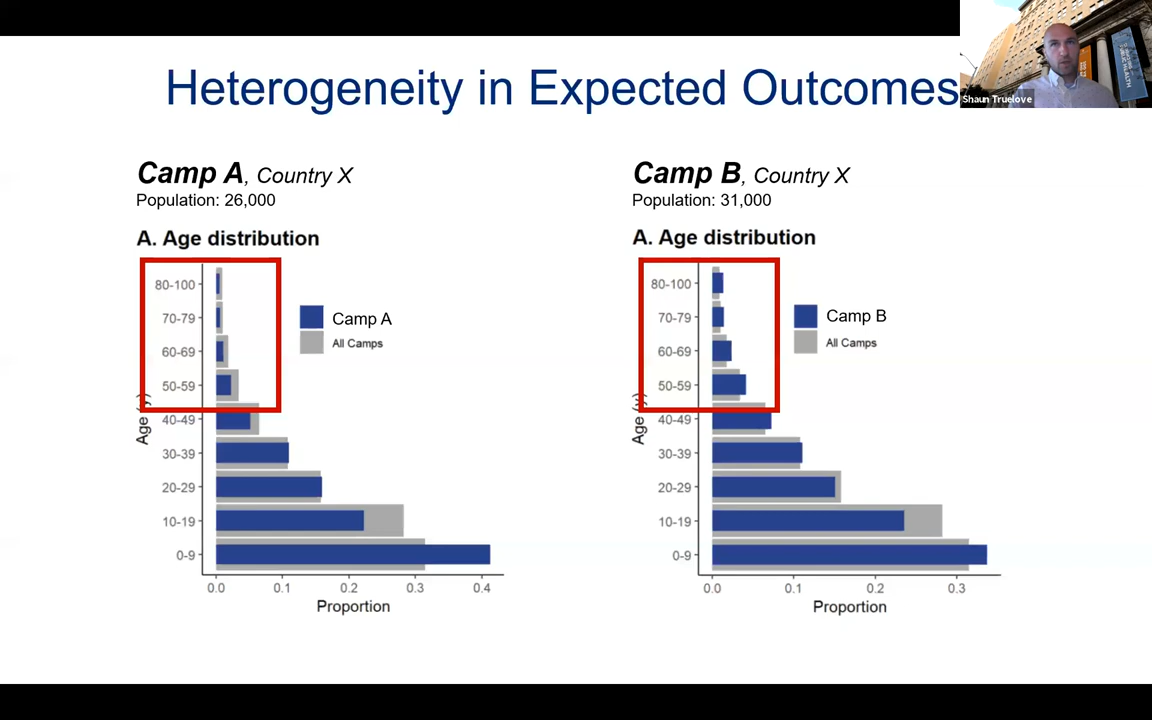 Heterogeneity in Expected Outcomes
Shaun Truelove
Camp A, Country X
Population: 26,000
A. Age distribution
80-100
70-79
60-69
50-59
40-49
30-39
20-29
10-19
0-9
Age (y)
0.0 0.1 0.2 0.3 0.4
Proportion
Camp A
All Camps
Camp B, Country X
Population: 31,000
A. Age distribution
80-100
70-79
60-69
50-59
40-49
30-39
20-29
10-19
0-9
Age (y)
0.0 0.1 0.2 0.3
Proportion
Camp B
All Camps